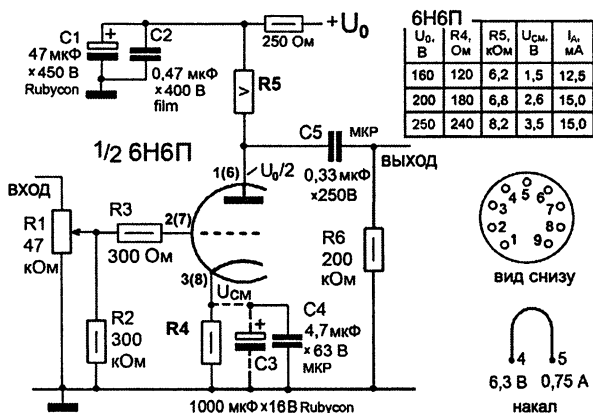 C1
47 мкФ
×450 В
Rubycon
+
C2
0,47 мкФ
×400 В
film
250 Ом
+U₀
R5
V
6Н6П
U₀, В R4, Ом R5, кОм Uсм, В Iа, мА
160 120 6,2 1,5 12,5
200 180 6,8 2,6 15,0
250 240 8,2 3,5 15,0
1/2 6Н6П
1(6)
U₀/2
C5
МКР
0,33 мкФ
×250В
ВЫХОД
ВХОД
R1
47
кОм
R3
300 Ом
2(7)
3(8)
Uсм
R2
300
кОм
R4
+
C3
C4
4,7 мкФ
× 63 В
МКР
R6
200
кОм
1000 мкФ×16В Rubycon
1 2 3 4 5 6 7 8 9
вид снизу
4 5
6,3 В 0,75 А
накал